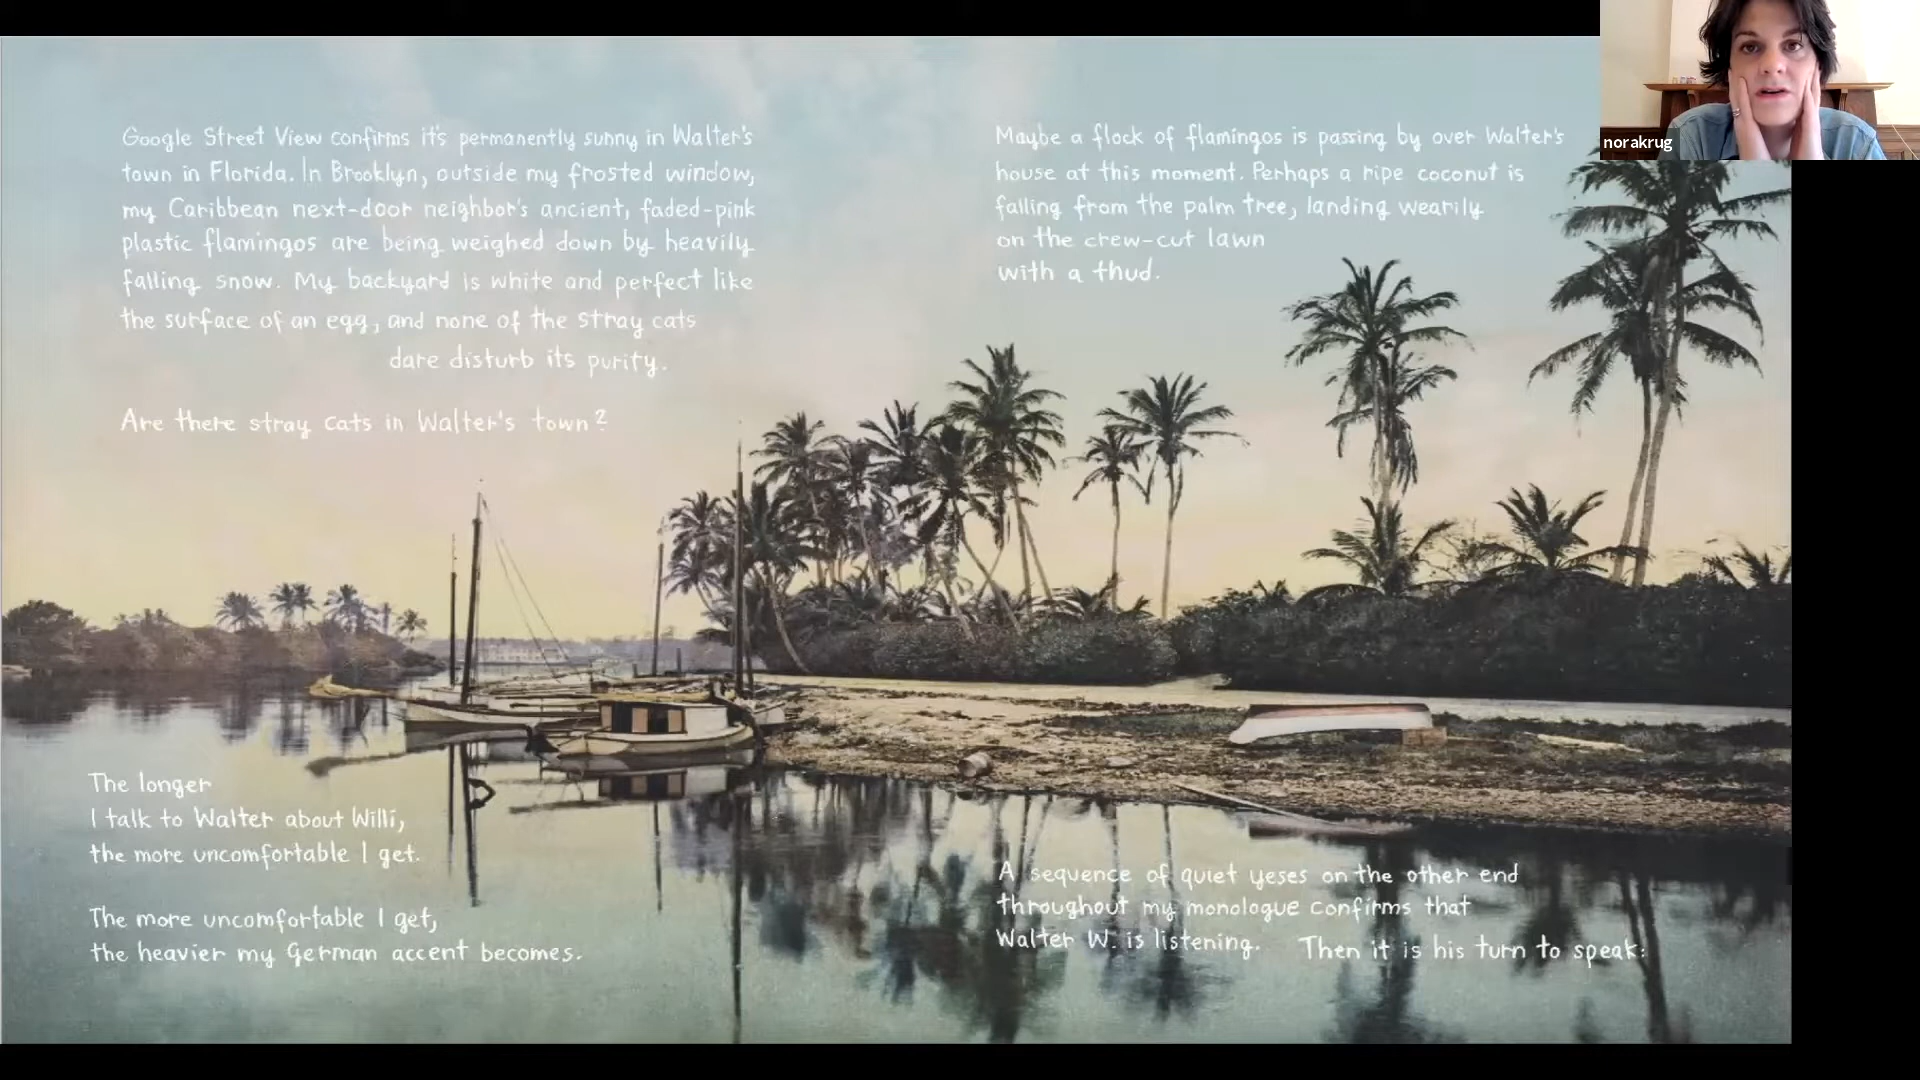 Google Street View confirms it's permanently sunny in Walter's
town in Florida. In Brooklyn, outside my frosted window,
my Caribbean next-door neighbor's ancient, faded-pink
plastic flamingos are being weighed down by heavily
falling snow. My backyard is white and perfect like
the surface of an egg, and none of the stray cats
dare disturb its purity.
Are there stray cats in Walter's town?
The longer
I talk to Walter about Willi,
the more uncomfortable I get.
The more uncomfortable I get,
the heavier my German accent becomes.
Maybe a flock of flamingos is passing by over Walter's
house at this moment. Perhaps a ripe coconut is
falling from the palm tree, landing wearily
on the crew-cut lawn
with a thud.
A sequence of quiet yeses on the other end
throughout my monologue confirms that
Walter W. is listening. Then it is his turn to speak:
norakrug